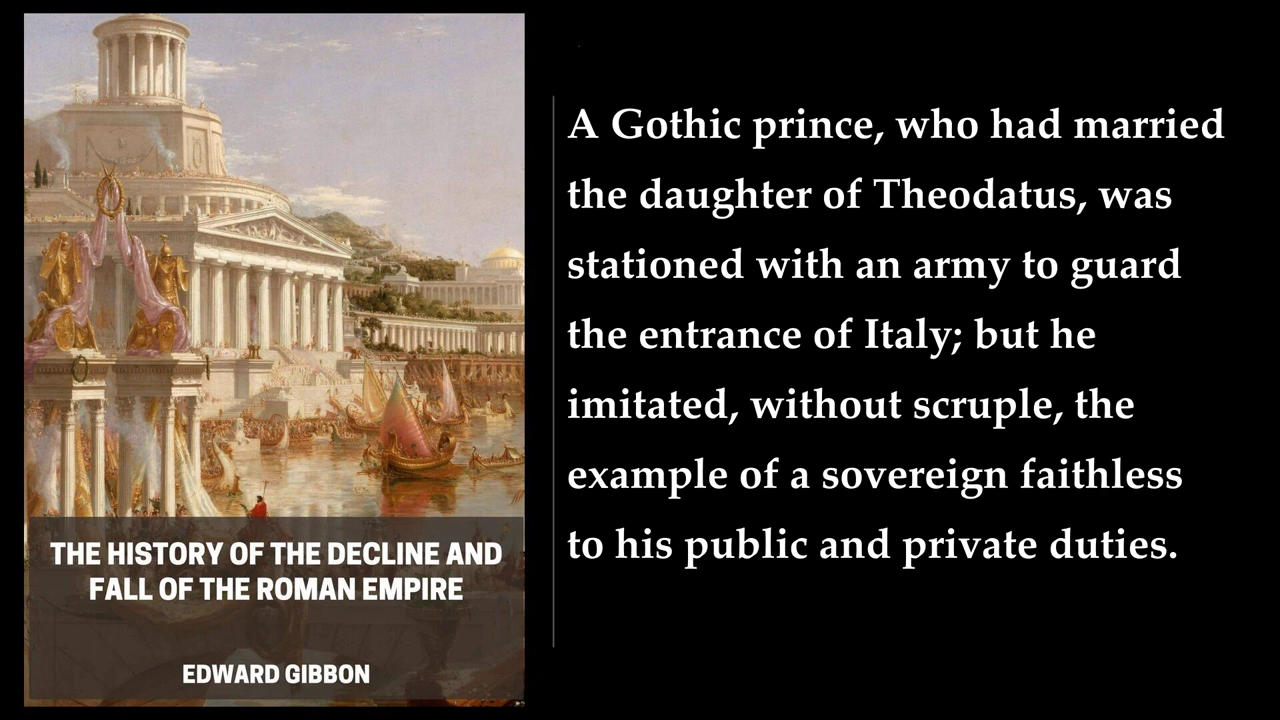 THE HISTORY OF THE DECLINE AND
FALL OF THE ROMAN EMPIRE
EDWARD GIBBON
A Gothic prince, who had married
the daughter of Theodatus, was
stationed with an army to guard
the entrance of Italy; but he
imitated, without scruple, the
example of a sovereign faithless
to his public and private duties.